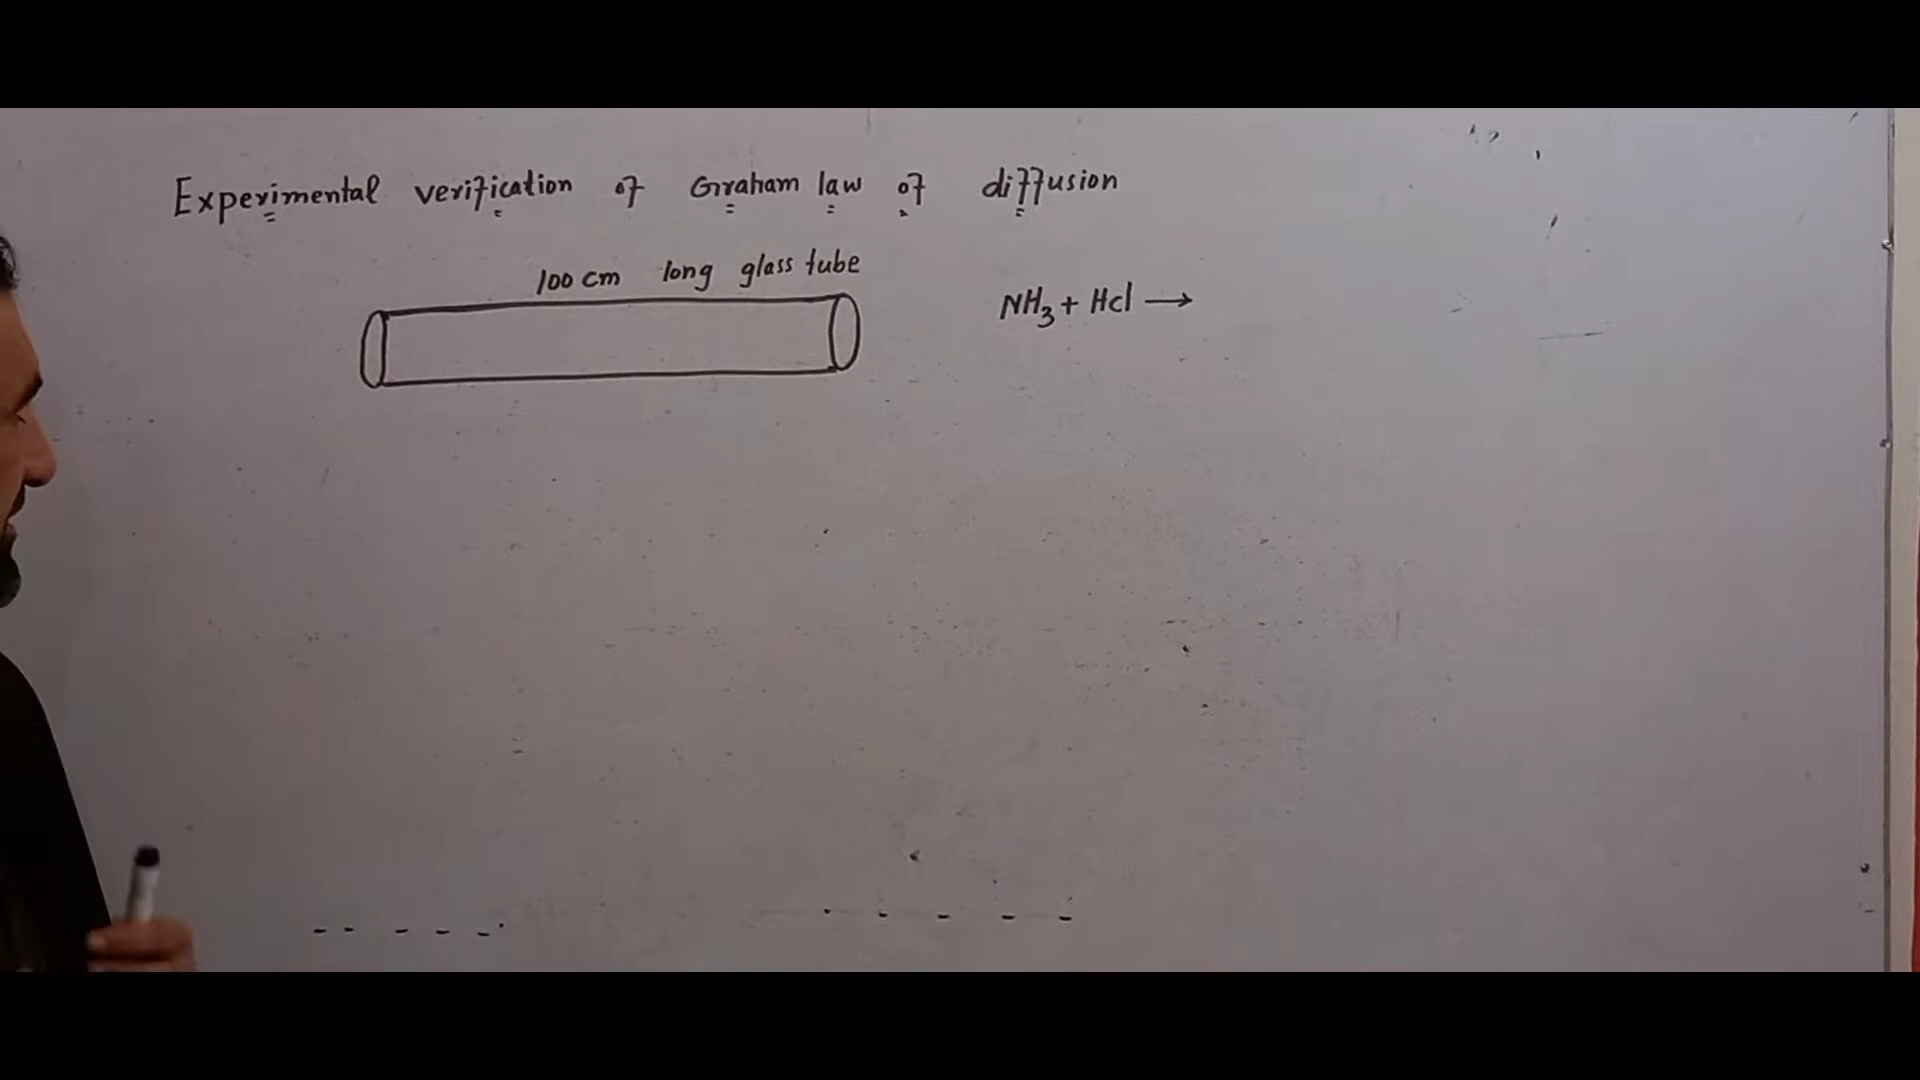 Experimental verification of Graham law of diffusion
100 cm long glass tube
NH3 + Hcl →